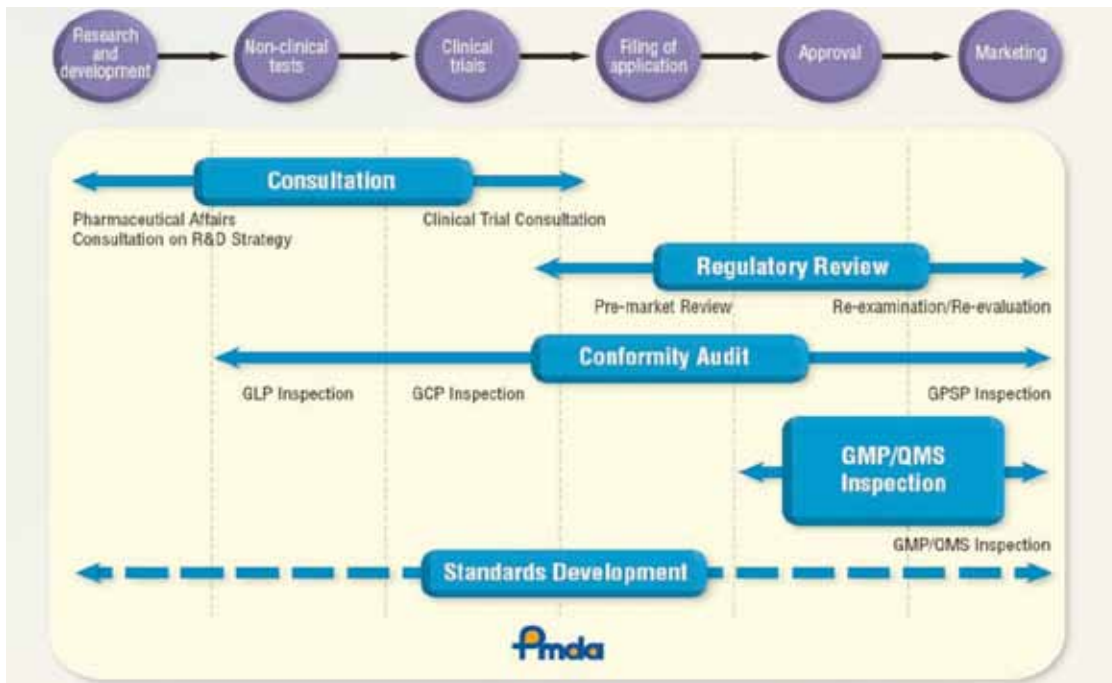 Research
and
development
Non-clinical
tests
Clinical
trials
Filing of
application
Approval
Marketing
Consultation
Pharmaceutical Affairs
Consultation on R&D Strategy
Clinical Trial Consultation
Regulatory Review
Pre-market Review
Re-examination/Re-evaluation
Conformity Audit
GLP Inspection
GCP Inspection
GPSP Inspection
GMP/QMS
Inspection
GMP/QMS Inspection
Standards Development
Pmda